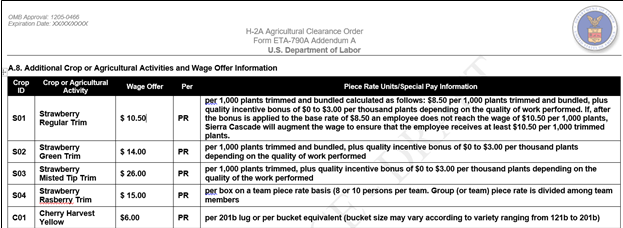 OMB Approval: 1205-0466
Expiration Date: XX/XX/XXXX
H-2A Agricultural Clearance Order
Form ETA-790A Addendum A
U.S. Department of Labor
A.8. Additional Crop or Agricultural Activities and Wage Offer Information
Crop ID Crop or Agricultural Activity Wage Offer Per Piece Rate Units/Special Pay Information
S01 Strawberry Regular Trim $ 10.50 PR per 1,000 plants trimmed and bundled calculated as follows: $8.50 per 1,000 plants trimmed and bundled, plus
quality incentive bonus of $0 to $3.00 per thousand plants depending on the quality of work performed. If, after
the bonus is applied to the base rate of $8.50 an employee does not reach the wage of $10.50 per 1,000 plants,
Sierra Cascade will augment the wage to ensure that the employee receives at least $10.50 per 1,000 trimmed
plants.
S02 Strawberry Green Trim $ 14.00 PR per 1,000 plants trimmed and bundled, plus quality incentive bonus of $0 to $3.00 per thousand plants
depending on the quality of work performed
S03 Strawberry Misted Tip Trim $ 26.00 PR per 1,000 plants trimmed, plus quality incentive bonus of $0 to $3.00 per thousand plants depending on the
quality of the work performed
S04 Strawberry Rasberry Trim $ 15.00 PR per box on a team piece rate basis (8 or 10 persons per team. Group (or team) piece rate is divided among team
members
C01 Cherry Harvest Yellow $6.00 PR per 201b lug or per bucket equivalent (bucket size may vary according to variety ranging from 121b to 201b)